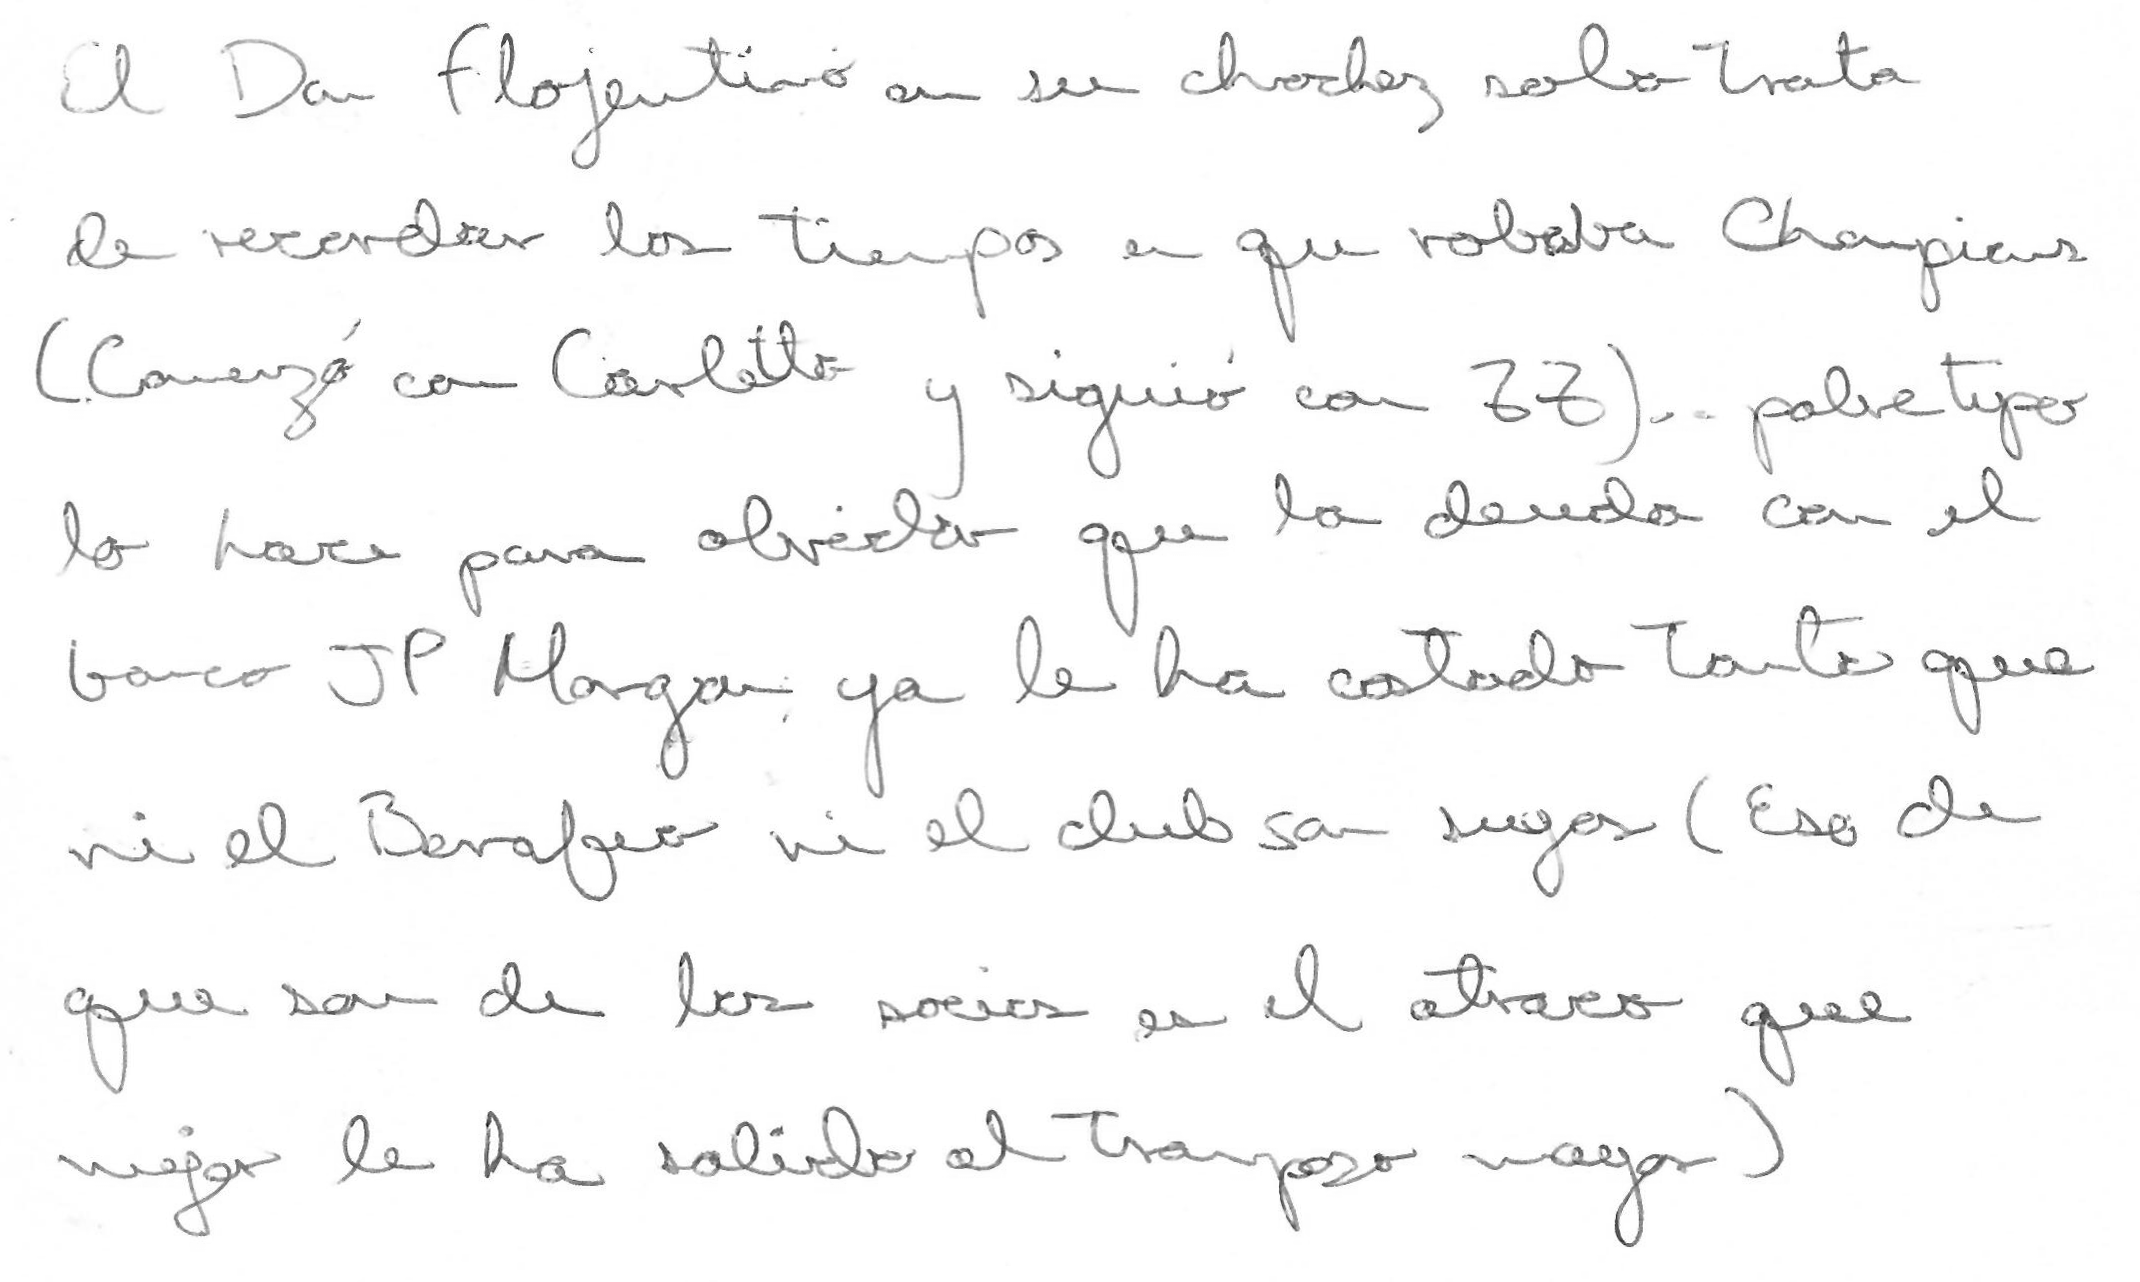 El Don Flojentino en su chochez solo trata
de recordar los tiempos en que robaba Champions
(Comenzó con Carletto y siguió con ZZ)... pobre typo
lo hace para olvidar que la deuda con el
banco JP Morgan, ya le ha costado tanto que
ni el Bernabeu ni el club son suyos (Eso de
que son de los socios es el atraco que
mejor le ha salido al tramposo mayor)